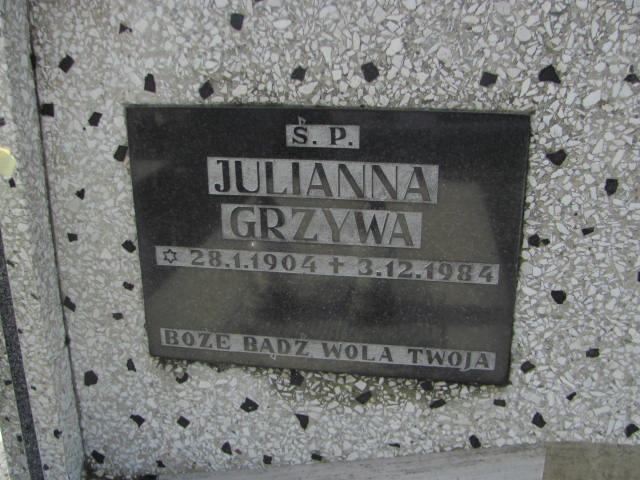 Ś. P.
JULIANNA
GRZYWA
✡ 28.1.1904 ✝ 3.12.1984
BOŻE BĄDŹ WOLA TWOJA